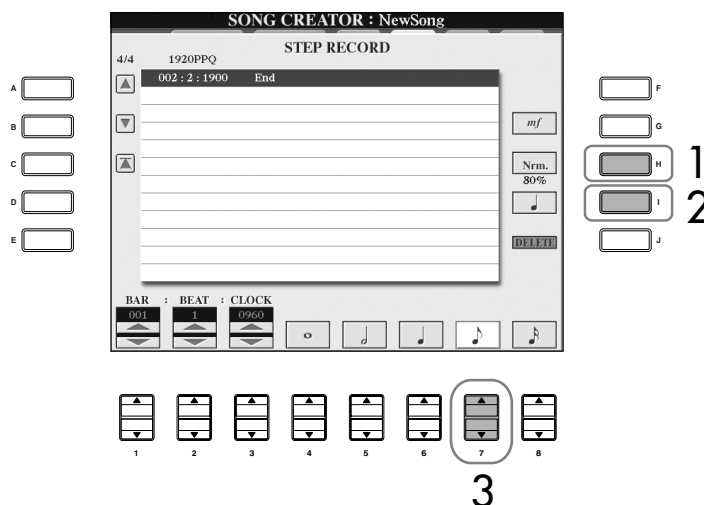 SONG CREATOR : NewSong
STEP RECORD
4/4 1920PPQ
002 : 2 : 1900 End
A
B
C
D
E
mf
Nrm.
80%
DELETE
F
G
H
I
J
1
2
BAR : BEAT : CLOCK
001 1 0960
1 2 3 4 5 6 7 8
3